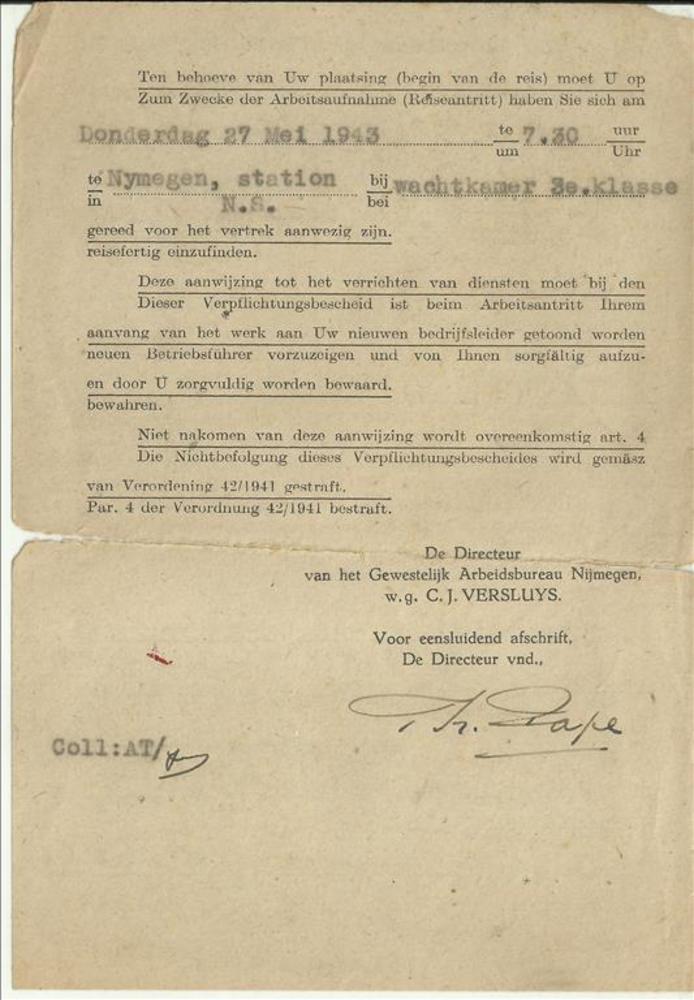 Ten behoeve van Uw plaatsing (begin van de reis) moet U op
Zum Zwecke der Arbeitsaufnahme (Reiseantritt) haben Sie sich am
Donderdag 27 Mei 1943 te 7.30 uur
um Uhr
te Nymegen, station bij wachtkamer 3e.klasse
in N.S. bei
gereed voor het vertrek aanwezig zijn.
reisefertig einzufinden.
Deze aanwijzing tot het verrichten van diensten moet bij den
Dieser Verpflichtungsbescheid ist beim Arbeitsantritt Ihrem
aanvang van het werk aan Uw nieuwen bedrijfsleider getoond worden
neuen Betriebsführer vorzuzeigen und von Ihnen sorgfältig aufzu-
en door U zorgvuldig worden bewaard.
bewahren.
Niet nakomen van deze aanwijzing wordt overeenkomstig art. 4
Die Nichtbefolgung dieses Verpflichtungsbescheides wird gemäsz
van Verordening 42/1941 gestraft.
Par. 4 der Verordnung 42/1941 bestraft.
De Directeur
van het Gewestelijk Arbeidsbureau Nijmegen,
w.g. C. J. VERSLUYS.
Voor eensluidend afschrift,
De Directeur vnd.,
Coll:AT/